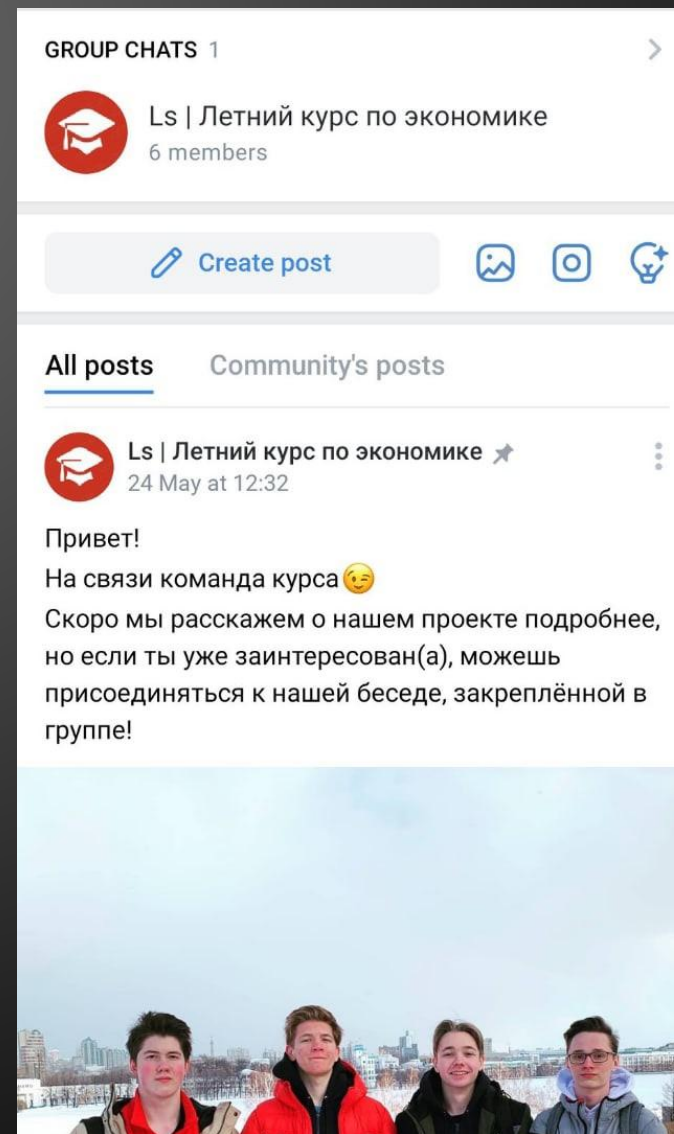 GROUP CHATS 1
Ls | Летний курс по экономике
6 members
Create post
All posts
Community's posts
Ls | Летний курс по экономике
24 May at 12:32
Привет!
На связи команда курса😉
Скоро мы расскажем о нашем проекте подробнее,
но если ты уже заинтересован(а), можешь
присоединяться к нашей беседе, закреплённой в
группе!